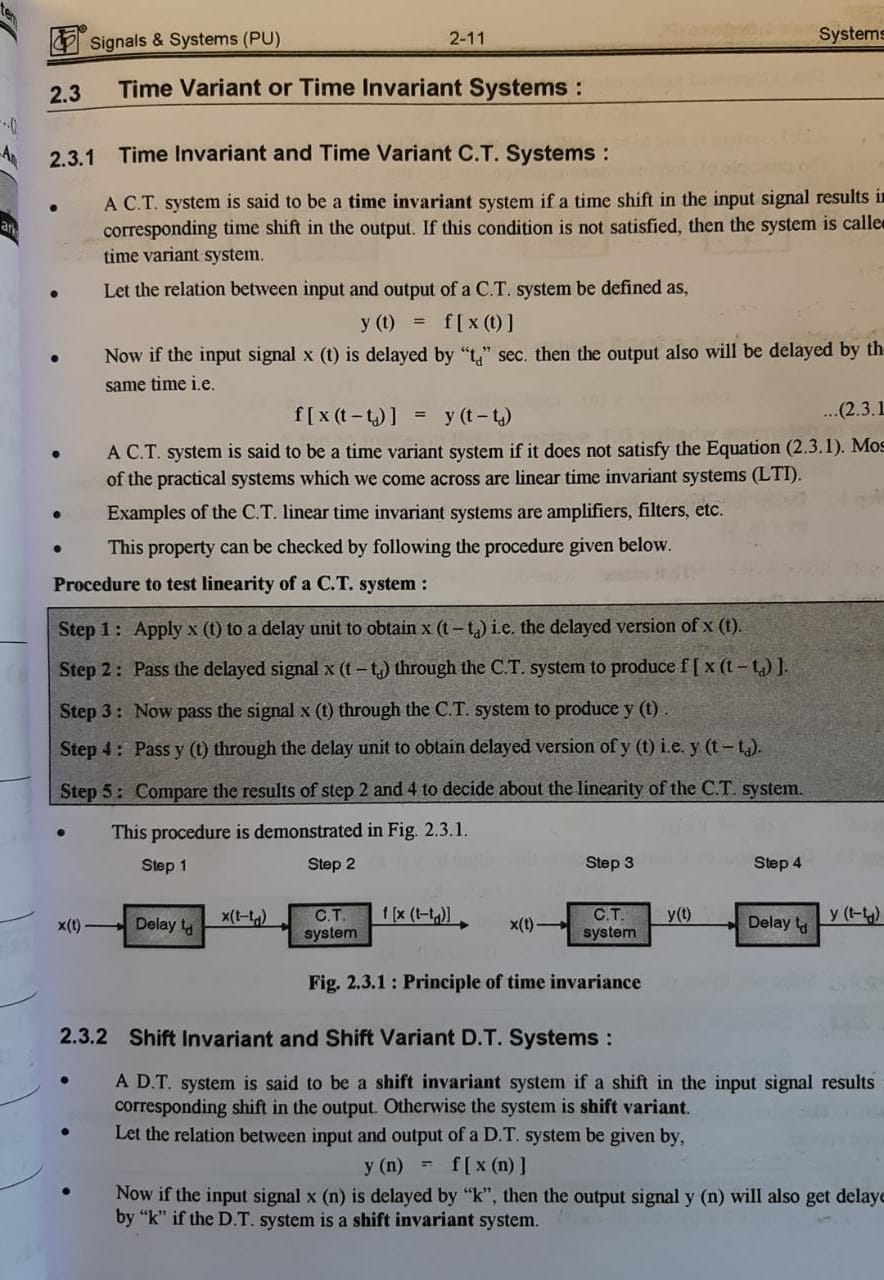 Signals & Systems (PU) 2-11 Systems
2.3 Time Variant or Time Invariant Systems :
2.3.1 Time Invariant and Time Variant C.T. Systems :
• A C.T. system is said to be a time invariant system if a time shift in the input signal results i
corresponding time shift in the output. If this condition is not satisfied, then the system is calle
time variant system.
• Let the relation between input and output of a C.T. system be defined as,
y (t) = f [ x (t) ]
• Now if the input signal x (t) is delayed by “t_d” sec. then the output also will be delayed by th
same time i.e.
f [ x (t – t_d) ] = y (t – t_d) ...(2.3.1
• A C.T. system is said to be a time variant system if it does not satisfy the Equation (2.3.1). Mos
of the practical systems which we come across are linear time invariant systems (LTI).
• Examples of the C.T. linear time invariant systems are amplifiers, filters, etc.
• This property can be checked by following the procedure given below.
Procedure to test linearity of a C.T. system :
Step 1 : Apply x (t) to a delay unit to obtain x (t – t_d) i.e. the delayed version of x (t).
Step 2 : Pass the delayed signal x (t – t_d) through the C.T. system to produce f [ x (t – t_d) ].
Step 3 : Now pass the signal x (t) through the C.T. system to produce y (t) .
Step 4 : Pass y (t) through the delay unit to obtain delayed version of y (t) i.e. y (t – t_d).
Step 5 : Compare the results of step 2 and 4 to decide about the linearity of the C.T. system.
• This procedure is demonstrated in Fig. 2.3.1.
Step 1 Step 2 Step 3 Step 4
x(t) Delay t_d x(t–t_d) C.T. system f [x (t–t_d)] x(t) C.T. system y(t) Delay t_d y (t–t_d)
Fig. 2.3.1 : Principle of time invariance
2.3.2 Shift Invariant and Shift Variant D.T. Systems :
• A D.T. system is said to be a shift invariant system if a shift in the input signal results
corresponding shift in the output. Otherwise the system is shift variant.
• Let the relation between input and output of a D.T. system be given by,
y (n) = f [ x (n) ]
• Now if the input signal x (n) is delayed by “k”, then the output signal y (n) will also get delaye
by “k” if the D.T. system is a shift invariant system.